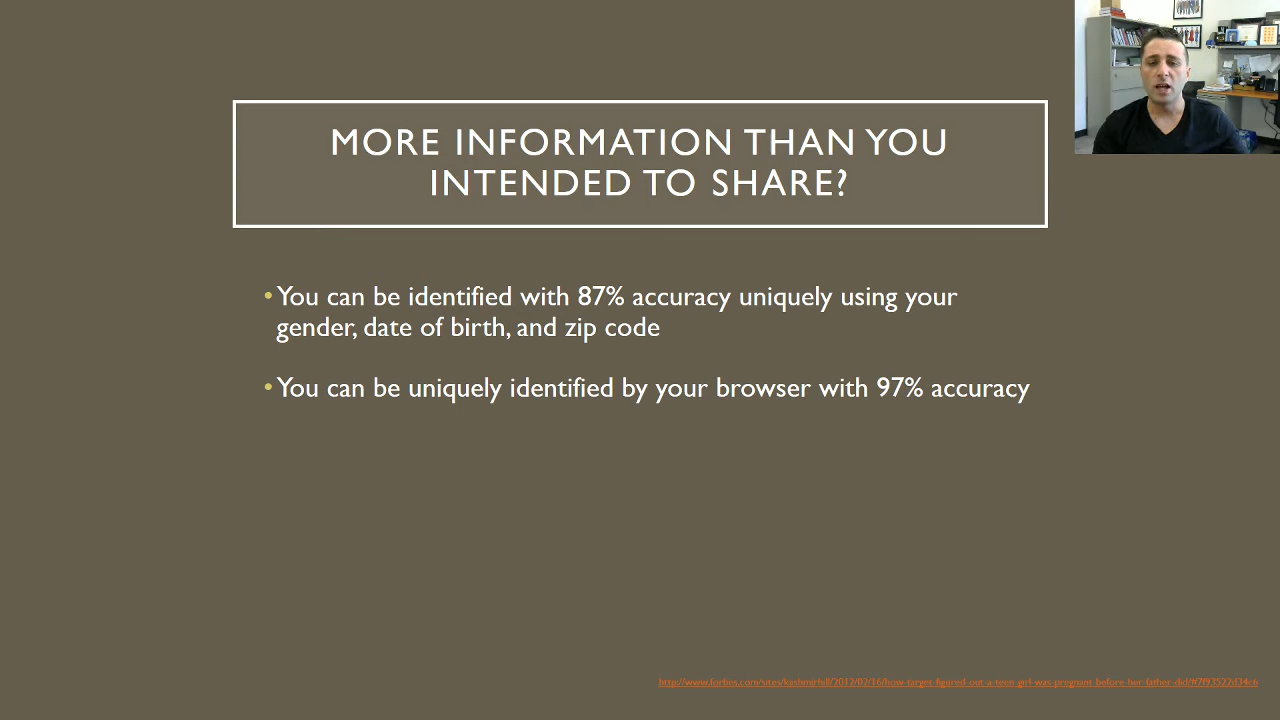 MORE INFORMATION THAN YOU
INTENDED TO SHARE?
•You can be identified with 87% accuracy uniquely using your
gender, date of birth, and zip code
•You can be uniquely identified by your browser with 97% accuracy
http://www.forbes.com/sites/kashmirhill/2012/02/16/how-target-figured-out-a-teen-girl-was-pregnant-before-her-father-did/#7f93522d34c6